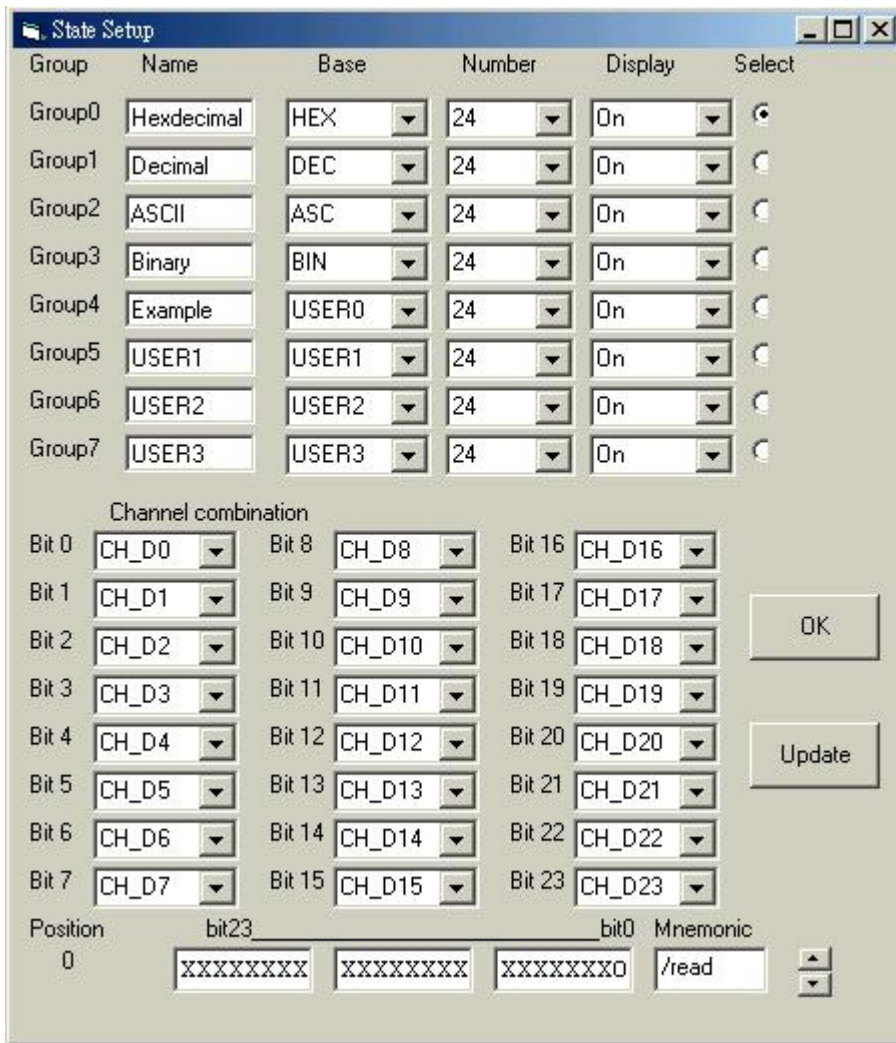 State Setup
Group Name Base Number Display Select
Group0 Hexdecimal HEX 24 On
Group1 Decimal DEC 24 On
Group2 ASCII ASC 24 On
Group3 Binary BIN 24 On
Group4 Example USER0 24 On
Group5 USER1 USER1 24 On
Group6 USER2 USER2 24 On
Group7 USER3 USER3 24 On
Channel combination
Bit 0 CH_D0 Bit 8 CH_D8 Bit 16 CH_D16
Bit 1 CH_D1 Bit 9 CH_D9 Bit 17 CH_D17
Bit 2 CH_D2 Bit 10 CH_D10 Bit 18 CH_D18
Bit 3 CH_D3 Bit 11 CH_D11 Bit 19 CH_D19
Bit 4 CH_D4 Bit 12 CH_D12 Bit 20 CH_D20
Bit 5 CH_D5 Bit 13 CH_D13 Bit 21 CH_D21
Bit 6 CH_D6 Bit 14 CH_D14 Bit 22 CH_D22
Bit 7 CH_D7 Bit 15 CH_D15 Bit 23 CH_D23
OK
Update
Position bit23______________________________bit0 Mnemonic
0 XXXXXXXX XXXXXXXX XXXXXXX0 /read